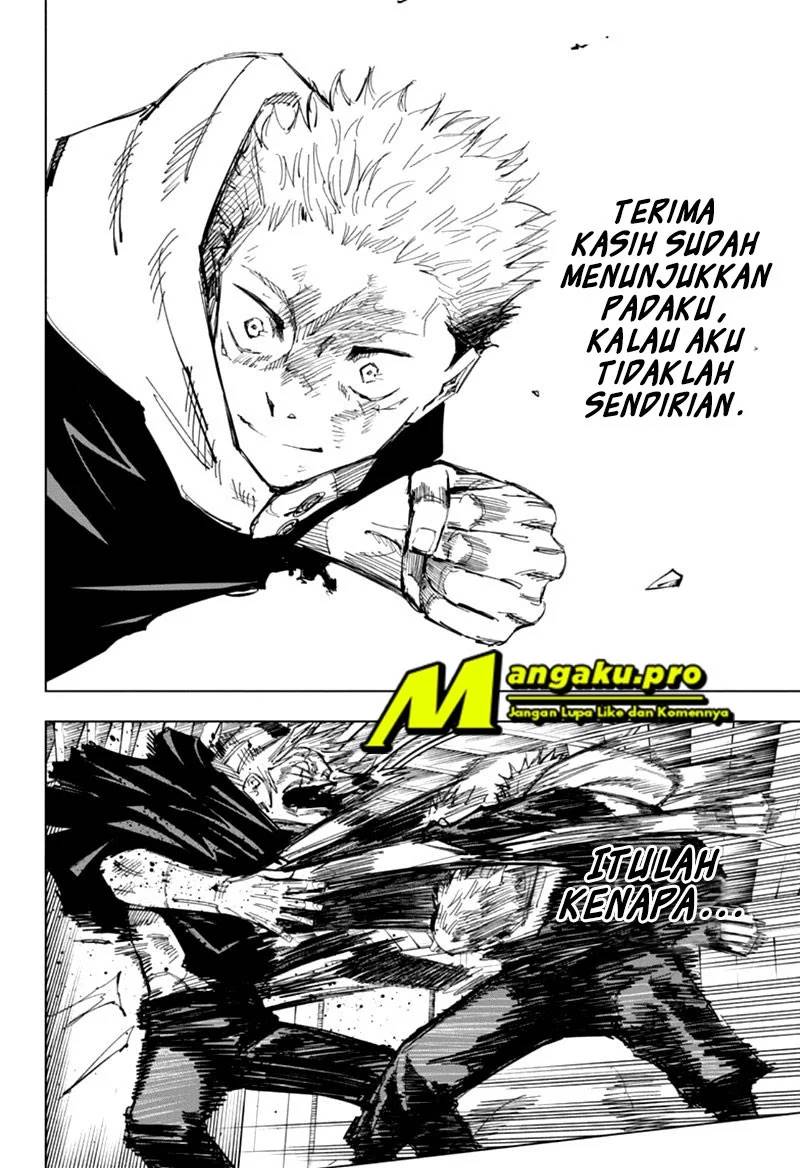 TERIMA
KASIH SUDAH
MENUNJUKKAN
PADAKU,
KALAU AKU
TIDAKLAH
SENDIRIAN.
Mangaku.pro
Jangan Lupa Like dan Komennya
ITULAH
KENAPA...